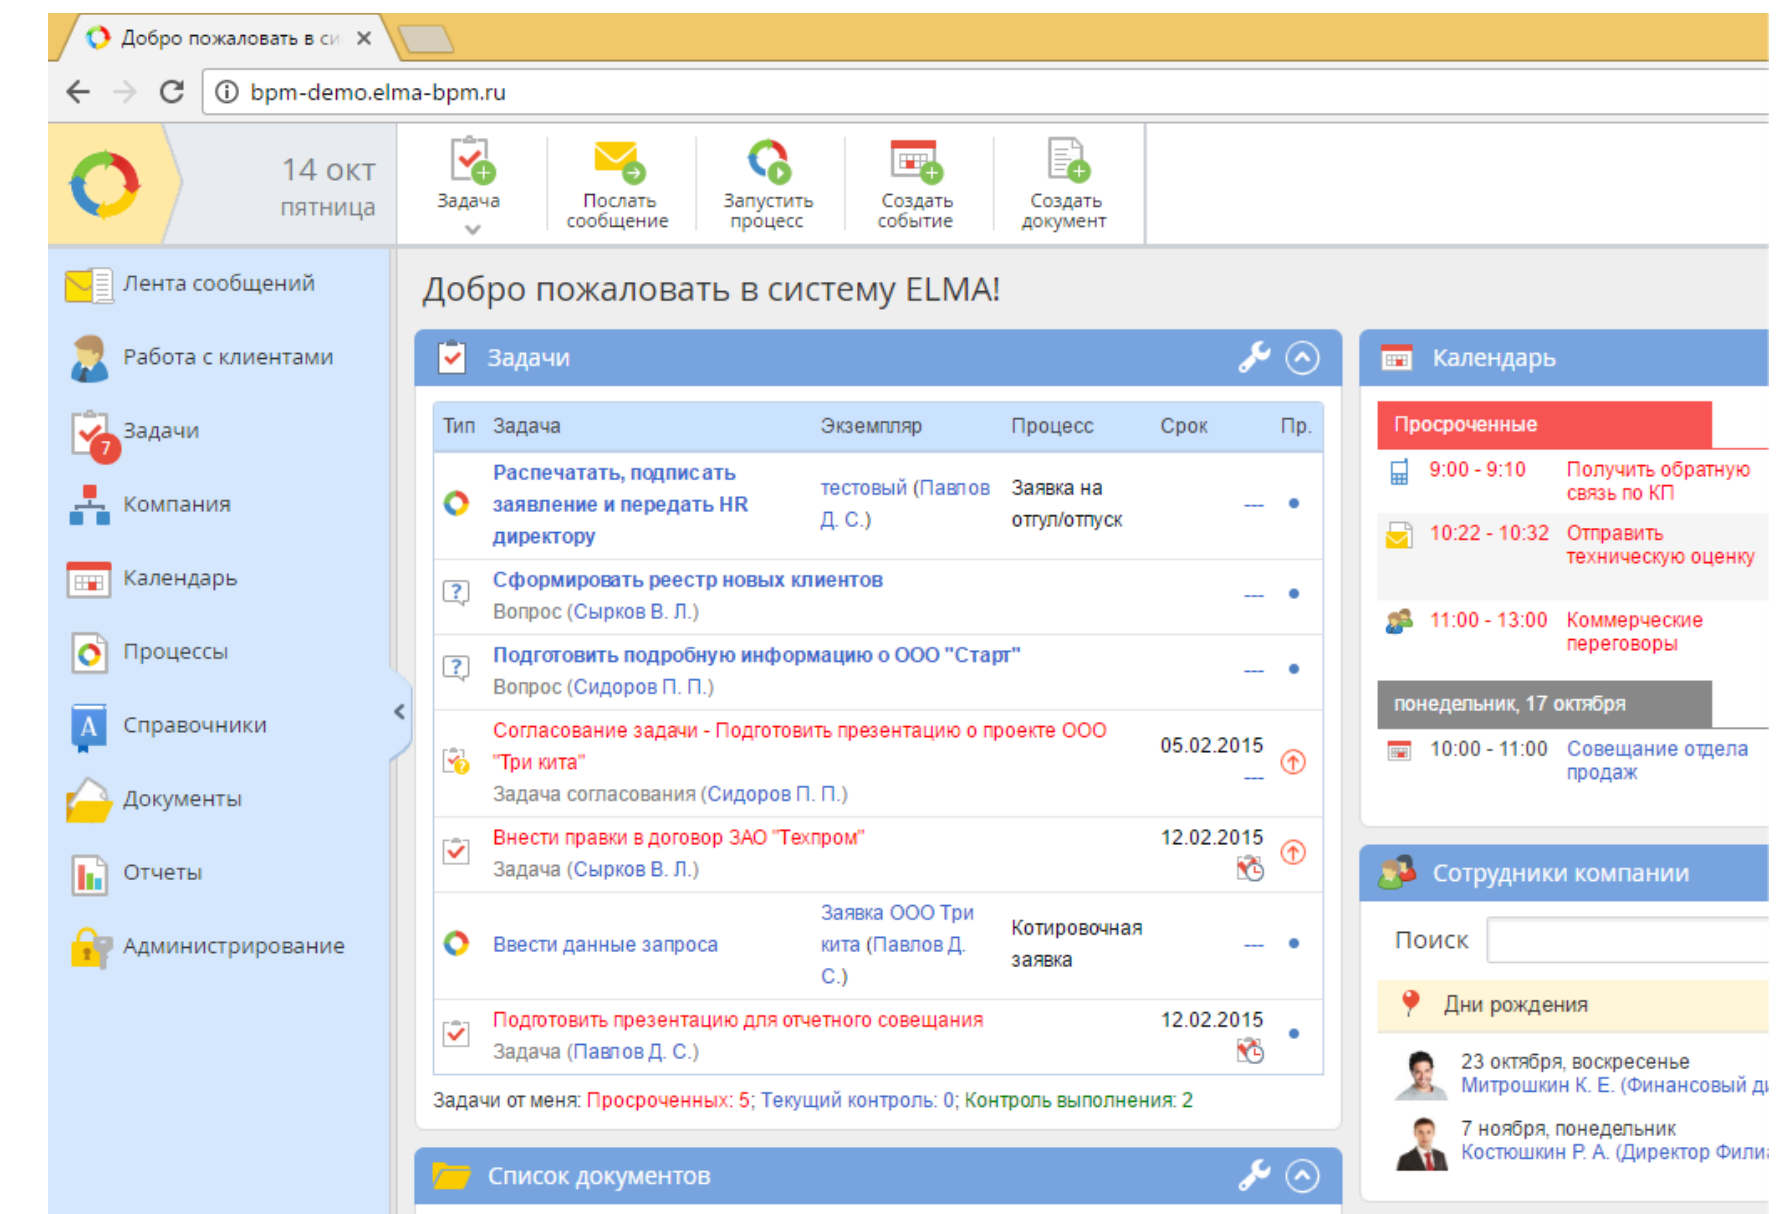 Добро пожаловать в си
bpm-demo.elma-bpm.ru
14 окт
пятница
Задача
Послать
сообщение
Запустить
процесс
Создать
событие
Создать
документ
Лента сообщений
Работа с клиентами
Задачи
7
Компания
Календарь
Процессы
Справочники
Документы
Отчеты
Администрирование
Добро пожаловать в систему ELMA!
Задачи
Тип Задача Экземпляр Процесс Срок Пр.
Распечатать, подписать
заявление и передать HR
директору
тестовый (Павлов
Д. С.)
Заявка на
отгул/отпуск
---
Сформировать реестр новых клиентов
Вопрос (Сырков В. Л.)
---
Подготовить подробную информацию о ООО "Старт"
Вопрос (Сидоров П. П.)
---
Согласование задачи - Подготовить презентацию о проекте ООО
"Три кита"
Задача согласования (Сидоров П. П.)
05.02.2015
---
Внести правки в договор ЗАО "Техпром"
Задача (Сырков В. Л.)
12.02.2015
Ввести данные запроса
Заявка ООО Три
кита (Павлов Д.
С.)
Котировочная
заявка
---
Подготовить презентацию для отчетного совещания
Задача (Павлов Д. С.)
12.02.2015
Задачи от меня: Просроченных: 5; Текущий контроль: 0; Контроль выполнения: 2
Список документов
Календарь
Просроченные
9:00 - 9:10 Получить обратную
связь по КП
10:22 - 10:32 Отправить
техническую оценку
11:00 - 13:00 Коммерческие
переговоры
понедельник, 17 октября
10:00 - 11:00 Совещание отдела
продаж
Сотрудники компании
Поиск
Дни рождения
23 октября, воскресенье
Митрошкин К. Е. (Финансовый ди
7 ноября, понедельник
Костюшкин Р. А. (Директор Фили